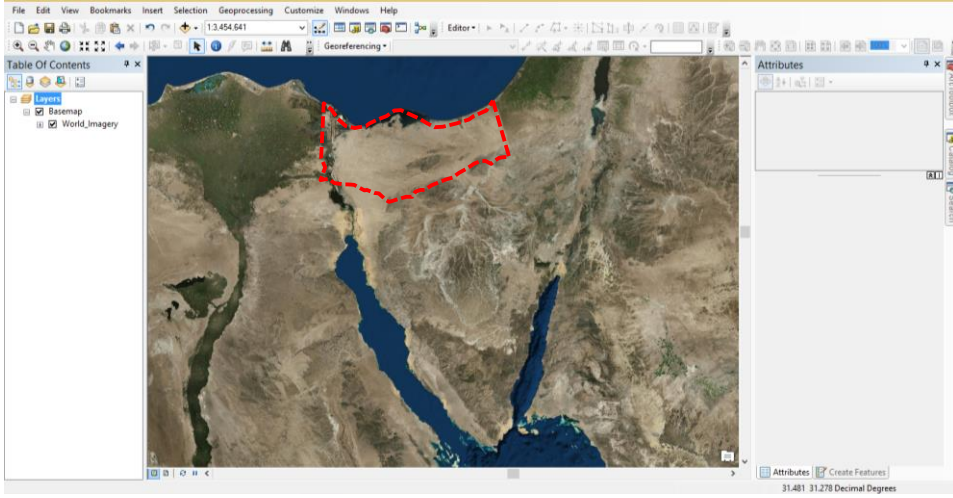 File Edit View Bookmarks Insert Selection Geoprocessing Customize Windows Help
1:3,454,641 Editor
Georeferencing
Table Of Contents
Attributes
Layers
Basemap
World_Imagery
Attributes Create Features
31.481 31.278 Decimal Degrees